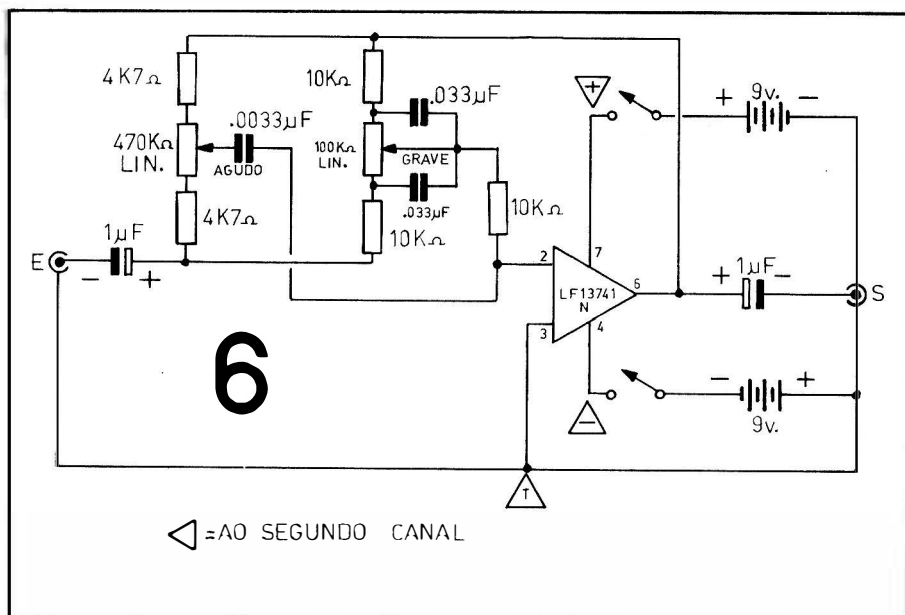 4K7Ω
470KΩ
LIN.
.0033µF
AGUDO
4K7Ω
10KΩ
.033µF
100KΩ
LIN.
GRAVE
.033µF
10KΩ
10KΩ
E
1µF
- +
2
3
7
LF13741
N
4
6
+
+ 9v. -
+ 1µF -
S
-
- +
9v.
T
6
=AO SEGUNDO CANAL